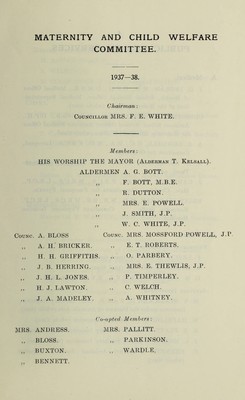 MATERNITY AND CHILD WELFARE
COMMITTEE.
1937—38.
Chairman:
COUNCILLOR MRS. F. E. WHITE.
Members:
HIS WORSHIP THE MAYOR (ALDERMAN T. KELSALL).
ALDERMEN A. G. BOTT.
„ F. BOTT, M.B.E.
„ R. DUTTON.
„ MRS. E. POWELL.
„ J. SMITH, J.P.
„ W. C. WHITE, J.P.
COUNC. A. BLOSS COUNC. MRS. MOSSFORD POWELL, J.P.
„ A. H. BRICKER. „ E. T. ROBERTS.
„ H. H. GRIFFITHS. „ O. PARBERY.
„ J. B. HERRING. „ MRS. E. THEWLIS, J.P.
„ J. H. L. JONES. „ P. TIMPERLEY.
„ H. J. LAWTON. „ C. WELCH.
„ J. A. MADELEY. „ A. WHITNEY.
Co-opted Members:
MRS. ANDRESS. MRS. PALLITT.
„ BLOSS. „ PARKINSON.
„ BUXTON. „ WARDLE.
„ BENNETT.